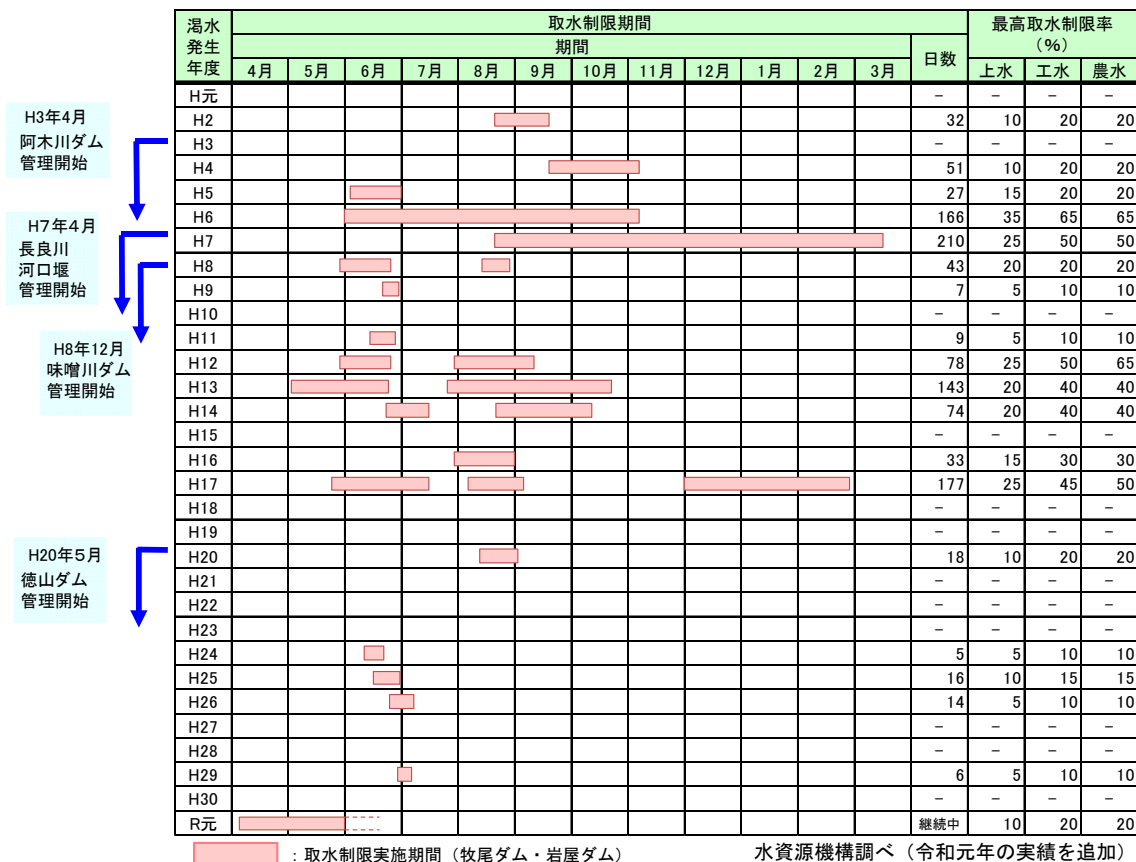 渇水発生年度 取水制限期間 最高取水制限率(%)
期間 日数
4月 5月 6月 7月 8月 9月 10月 11月 12月 1月 2月 3月 上水 工水 農水
H元 − − − −
H2 32 10 20 20
H3 − − − −
H4 51 10 20 20
H5 27 15 20 20
H6 166 35 65 65
H7 210 25 50 50
H8 43 20 20 20
H9 7 5 10 10
H10 − − − −
H11 9 5 10 10
H12 78 25 50 65
H13 143 20 40 40
H14 74 20 40 40
H15 − − − −
H16 33 15 30 30
H17 177 25 45 50
H18 − − − −
H19 − − − −
H20 18 10 20 20
H21 − − − −
H22 − − − −
H23 − − − −
H24 5 5 10 10
H25 16 10 15 15
H26 14 5 10 10
H27 − − − −
H28 − − − −
H29 6 5 10 10
H30 − − − −
R元 継続中 10 20 20
H3年4月
阿木川ダム
管理開始
H7年4月
長良川
河口堰
管理開始
H8年12月
味噌川ダム
管理開始
H20年5月
徳山ダム
管理開始
：取水制限実施期間（牧尾ダム・岩屋ダム）
水資源機構調べ（令和元年の実績を追加）